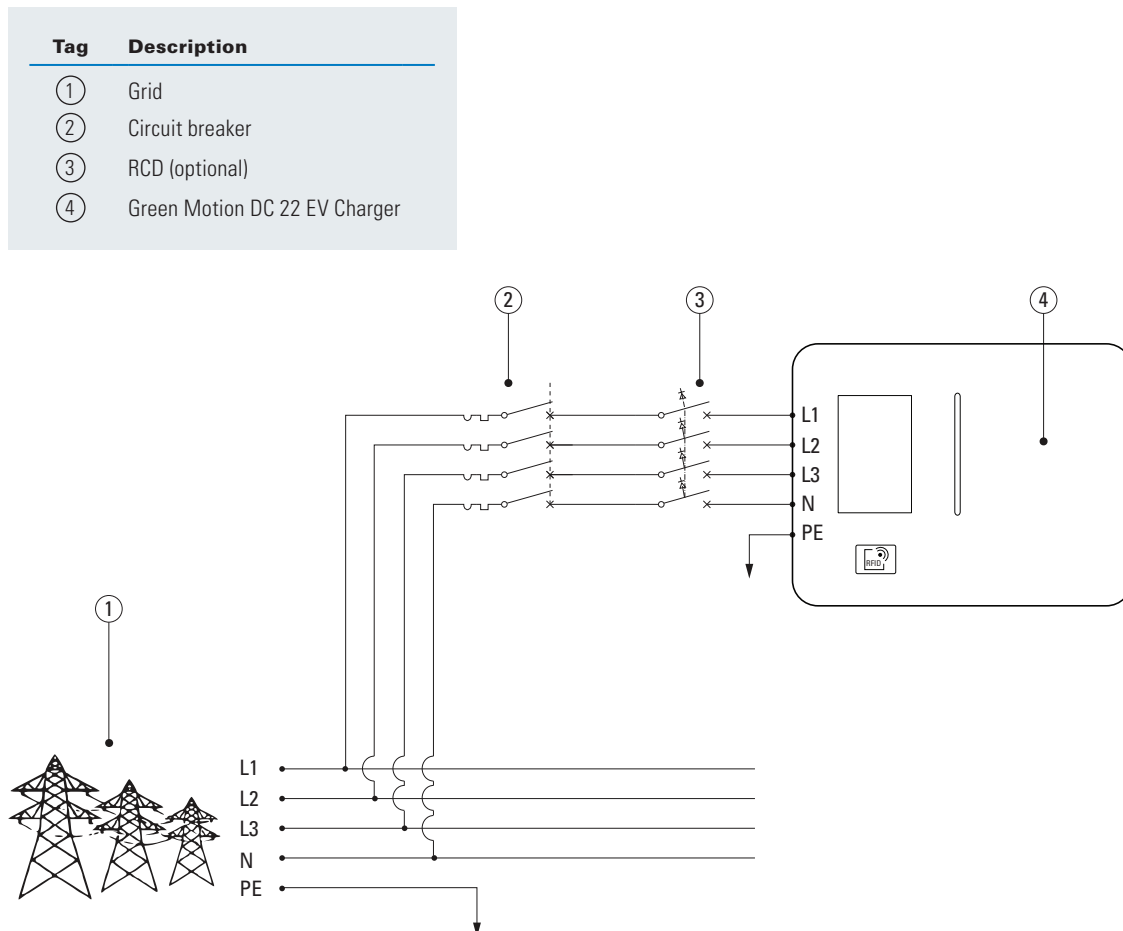 Tag Description
1 Grid
2 Circuit breaker
3 RCD (optional)
4 Green Motion DC 22 EV Charger
2 3 4
L1
L2
L3
N
PE
RFID
1
L1
L2
L3
N
PE